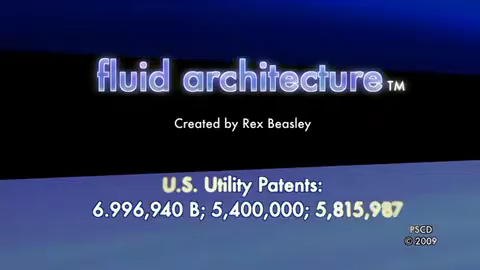 fluid architecture™
Created by Rex Beasley
U.S. Utility Patents:
6.996,940 B; 5,400,000; 5,815,987
PSCD
© 2009